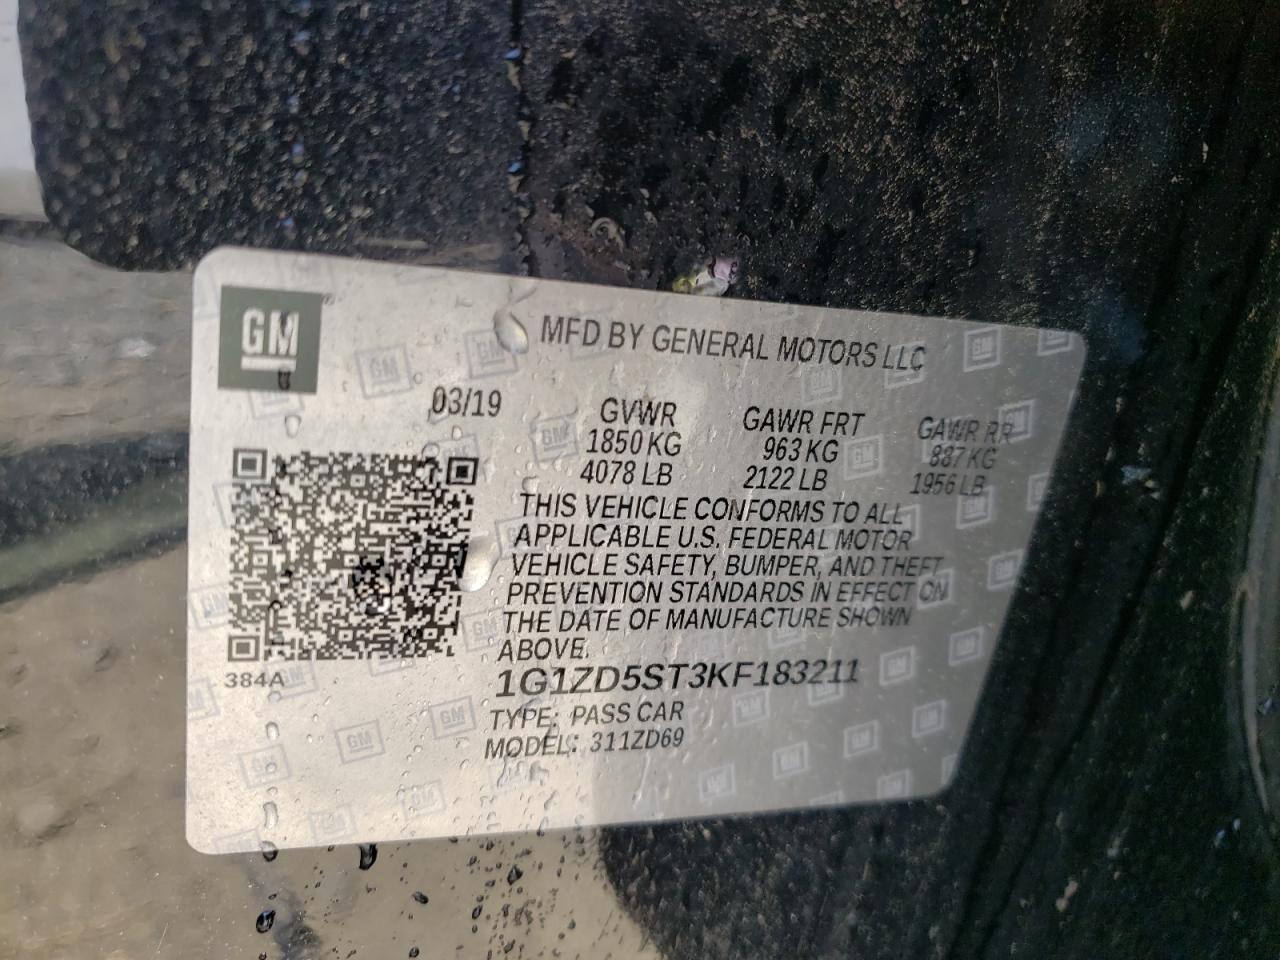 GM
MFD BY GENERAL MOTORS LLC
03/19 GVWR GAWR FRT GAWR RR
1850 KG 963 KG 887 KG
4078 LB 2122 LB 1956 LB
THIS VEHICLE CONFORMS TO ALL
APPLICABLE U.S. FEDERAL MOTOR
VEHICLE SAFETY, BUMPER, AND THEFT
PREVENTION STANDARDS IN EFFECT ON
THE DATE OF MANUFACTURE SHOWN
ABOVE.
384A
1G1ZD5ST3KF183211
TYPE: PASS CAR
MODEL: 311ZD69